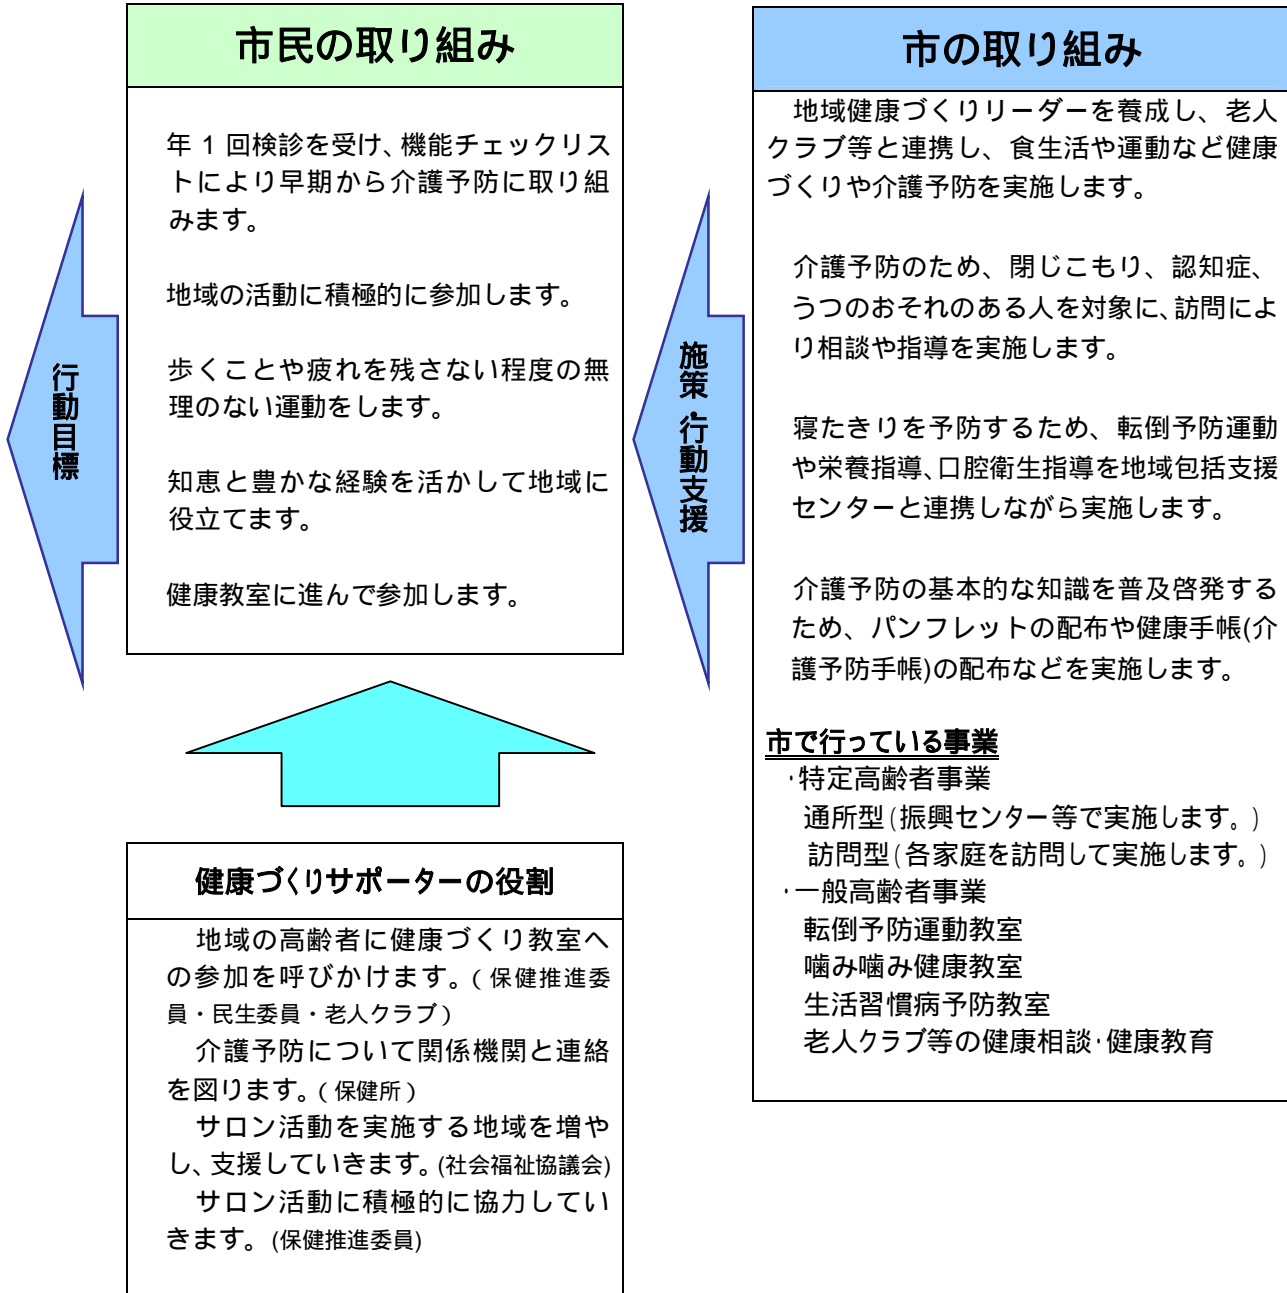 市民の取り組み
年 1 回検診を受け、機能チェックリス
トにより早期から介護予防に取り組
みます。
地域の活動に積極的に参加します。
歩くことや疲れを残さない程度の無
理のない運動をします。
知恵と豊かな経験を活かして地域に
役立てます。
健康教室に進んで参加します。
行動目標
健康づくりサポーターの役割
地域の高齢者に健康づくり教室へ
の参加を呼びかけます。(保健推進委
員・民生委員・老人クラブ)
介護予防について関係機関と連絡
を図ります。(保健所)
サロン活動を実施する地域を増や
し、支援していきます。(社会福祉協議会)
サロン活動に積極的に協力してい
きます。(保健推進委員)
施策・行動支援
市の取り組み
地域健康づくりリーダーを養成し、老人
クラブ等と連携し、食生活や運動など健康
づくりや介護予防を実施します。
介護予防のため、閉じこもり、認知症、
うつのおそれのある人を対象に、訪問によ
り相談や指導を実施します。
寝たきりを予防するため、転倒予防運動
や栄養指導、口腔衛生指導を地域包括支援
センターと連携しながら実施します。
介護予防の基本的な知識を普及啓発する
ため、パンフレットの配布や健康手帳(介
護予防手帳)の配布などを実施します。
市で行っている事業
・特定高齢者事業
通所型(振興センター等で実施します。)
訪問型(各家庭を訪問して実施します。)
・一般高齢者事業
転倒予防運動教室
噛み噛み健康教室
生活習慣病予防教室
老人クラブ等の健康相談・健康教育